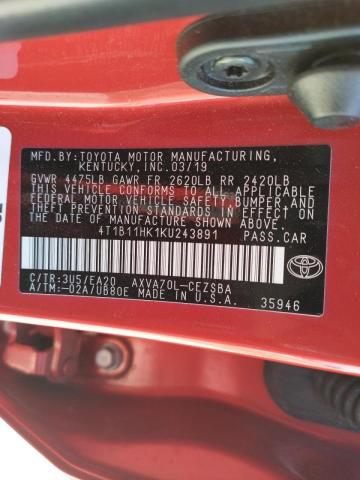 MFD.BY:TOYOTA MOTOR MANUFACTURING,
KENTUCKY,INC.03/19
GVWR 4475LB GAWR FR 2620LB RR 2420LB
THIS VEHICLE CONFORMS TO ALL APPLICABLE
FEDERAL MOTOR VEHICLE SAFETY,BUMPER,AND
THEFT PREVENTION STANDARDS IN EFFECT ON
THE DATE OF MANUFACTURE SHOWN ABOVE.
4T1B11HK1KU243891 PASS.CAR
C/TR:3U5/EA20 AXVA70L-CEZSBA
A/TM:-02A/UB80E MADE IN U.S.A.
35946
TOYOTA